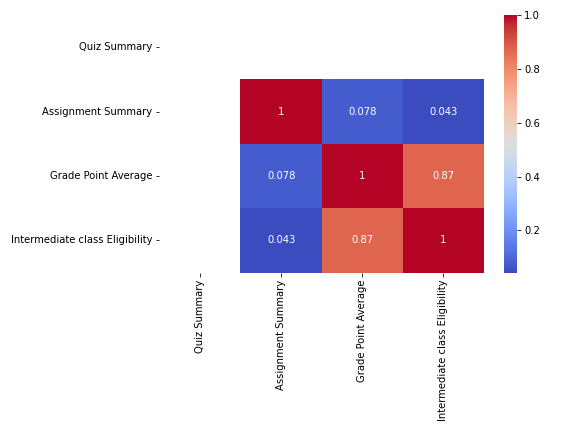 Quiz Summary
Assignment Summary
Grade Point Average
Intermediate class Eligibility
1 0.078 0.043
0.078 1 0.87
0.043 0.87 1
Quiz Summary
Assignment Summary
Grade Point Average
Intermediate class Eligibility
1.0
0.8
0.6
0.4
0.2